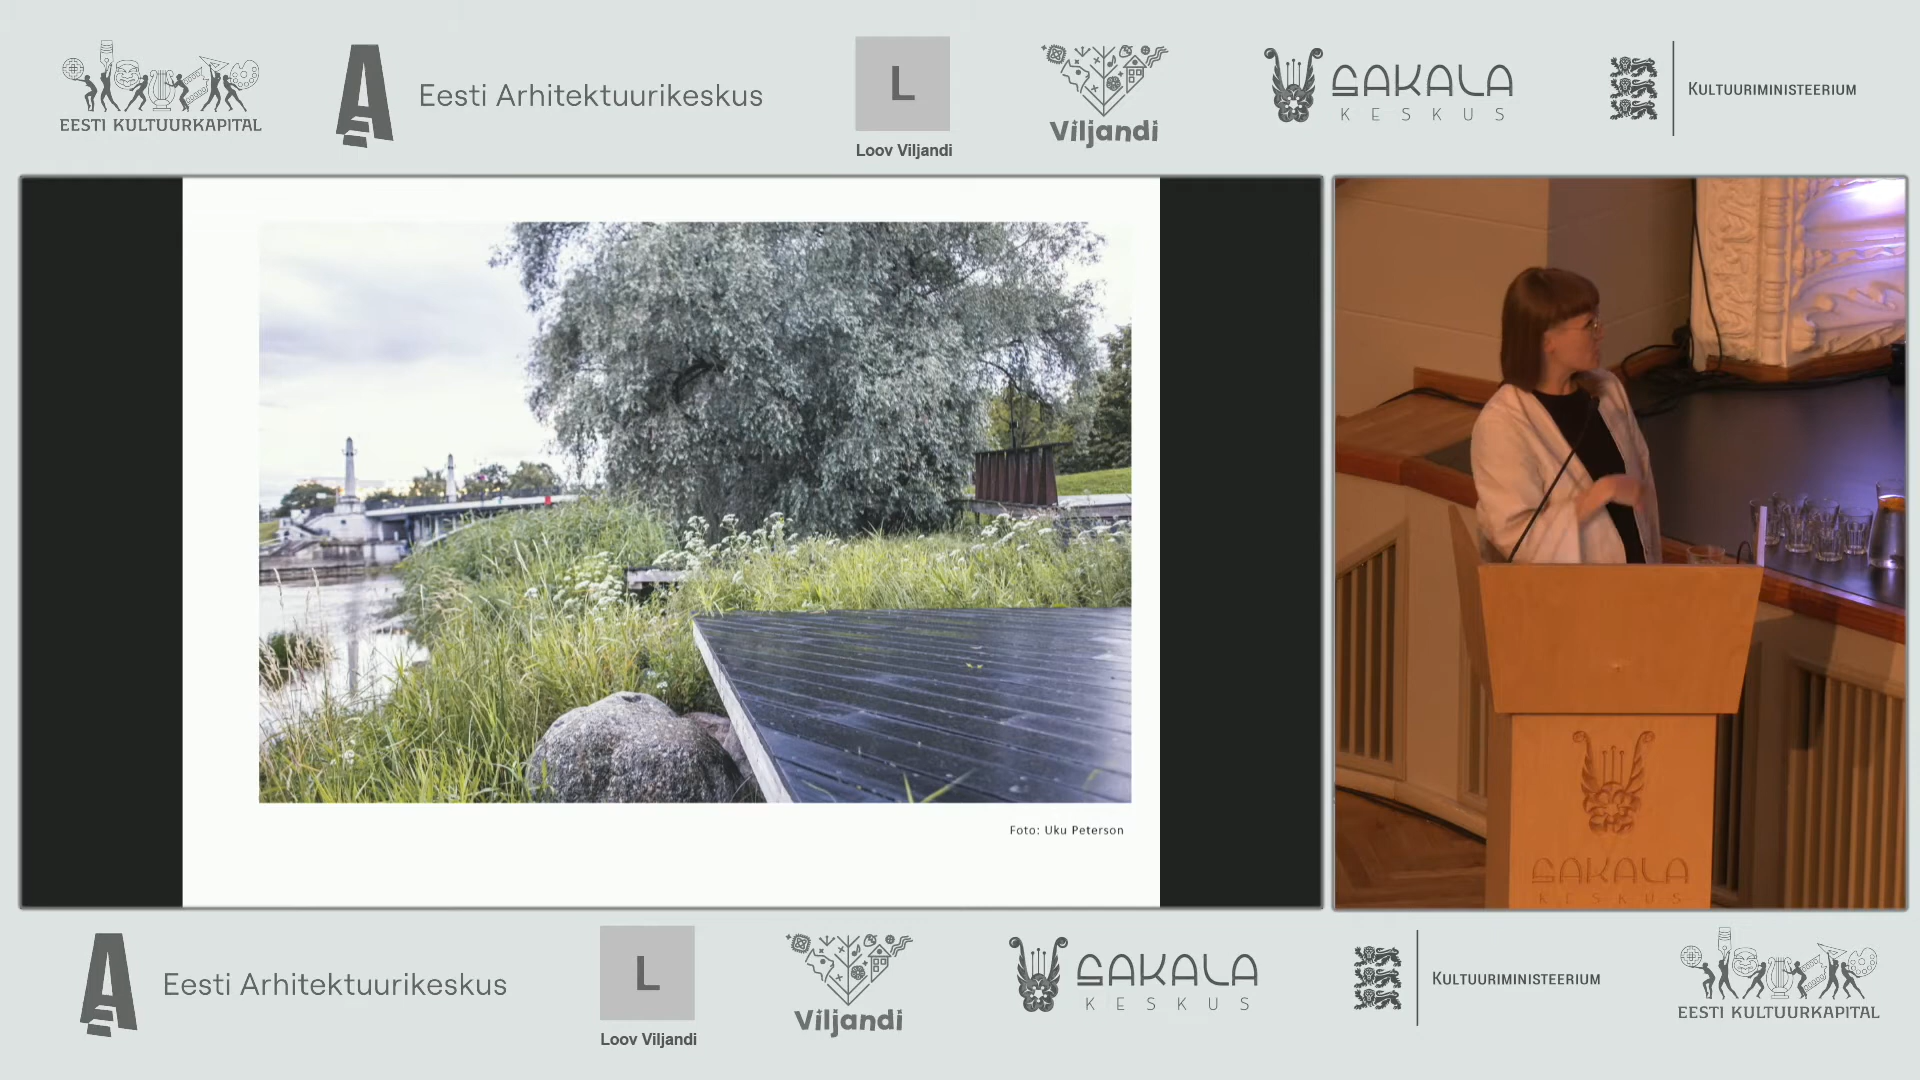 EESTI KULTUURKAPITAL
Eesti Arhitektuurikeskus
L
Loov Viljandi
Viljandi
SAKALA
KESKUS
KULTUURIMINISTEERIUM
Foto: Uku Peterson
SAKALA
KESKUS
Eesti Arhitektuurikeskus
L
Loov Viljandi
Viljandi
SAKALA
KESKUS
KULTUURIMINISTEERIUM
EESTI KULTUURKAPITAL